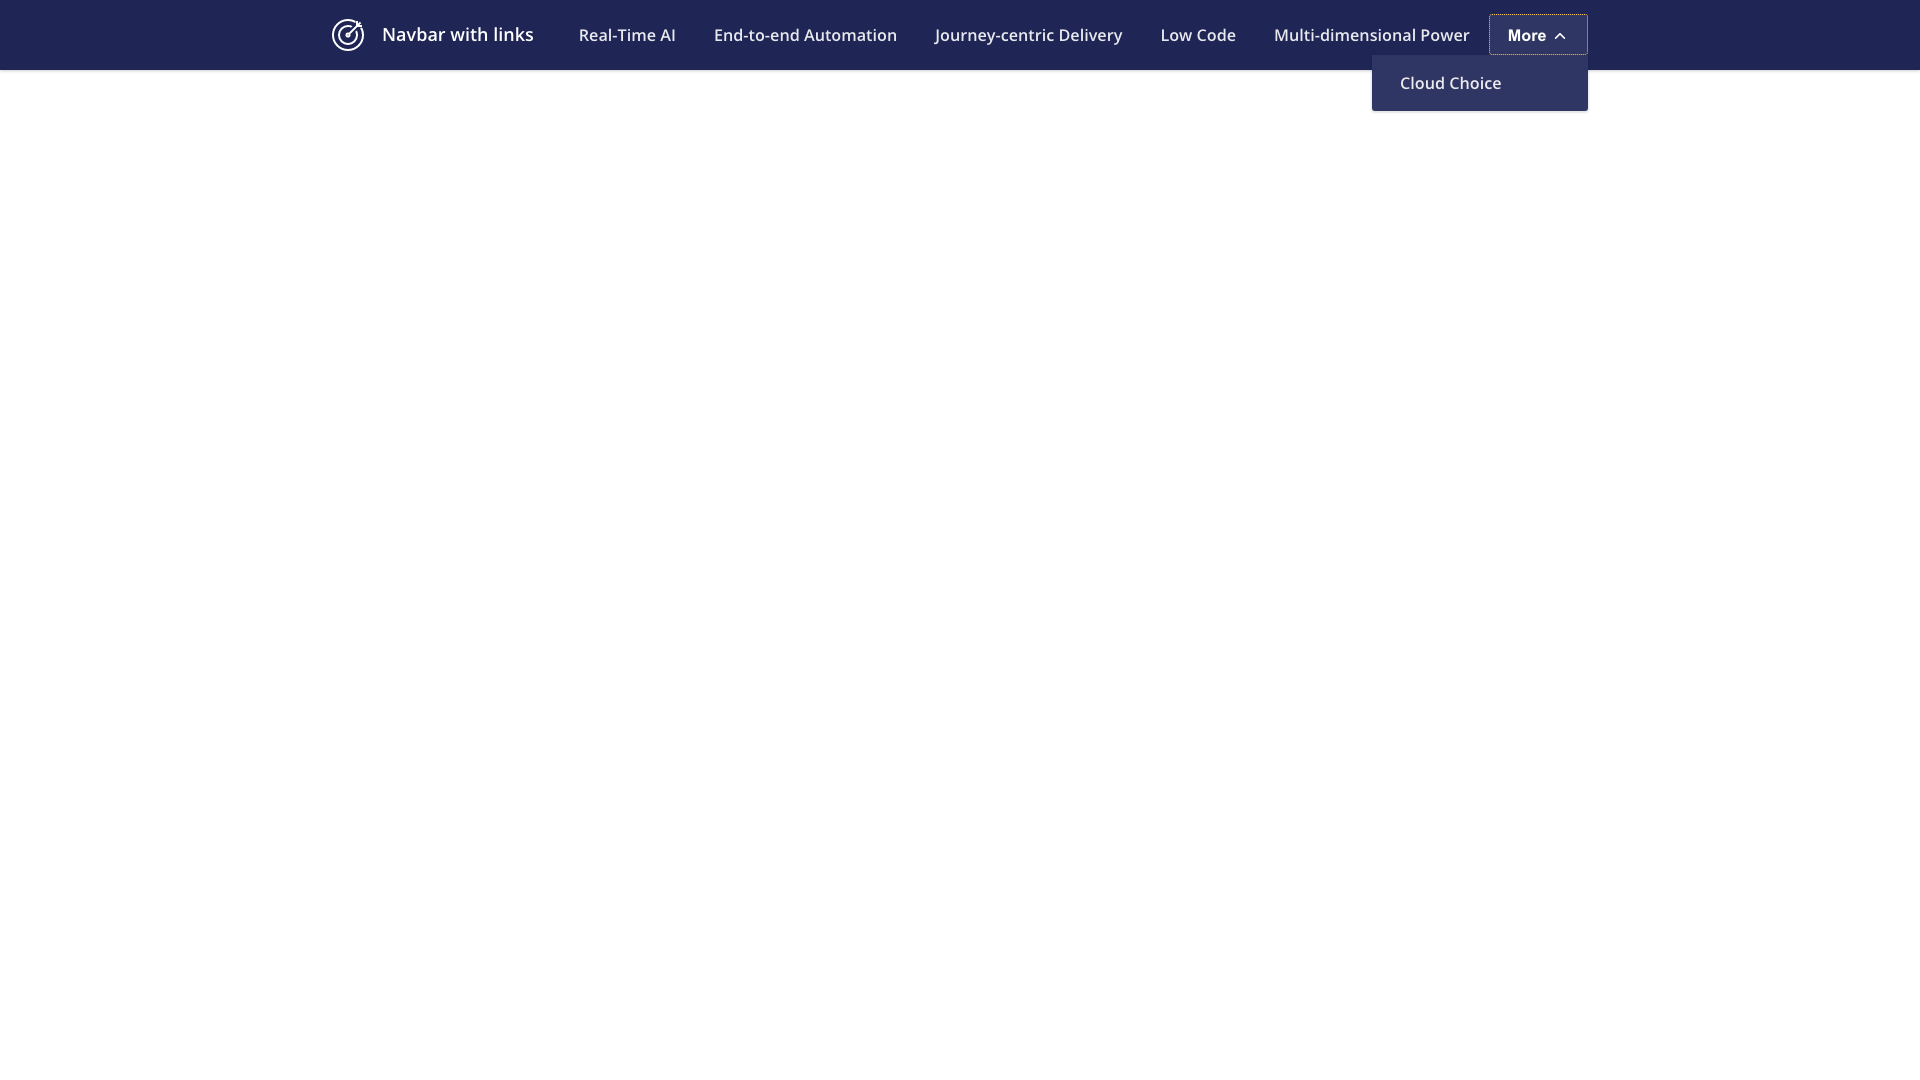 Navbar with links
Real-Time AI
End-to-end Automation
Journey-centric Delivery
Low Code
Multi-dimensional Power
More
Cloud Choice